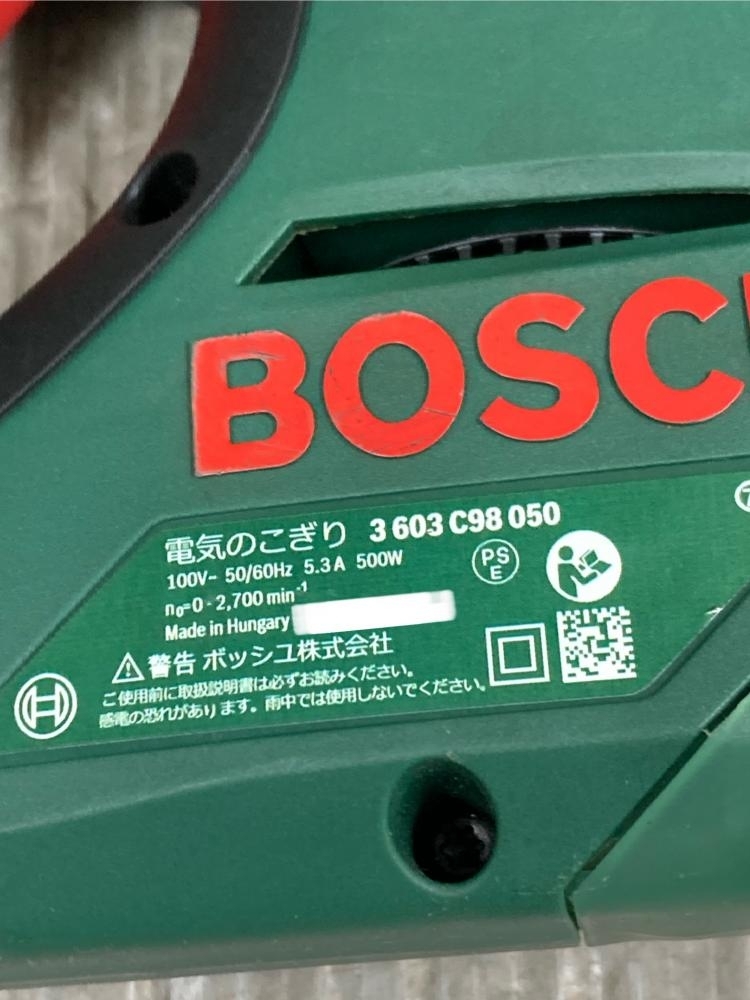 BOSC
電気のこぎり 3 603 C98 050
100V~ 50/60Hz 5.3 A 500W
n₀=0 - 2,700 min⁻¹
Made in Hungary
PS
E
警告 ボッシュ株式会社
ご使用前に取扱説明書は必ずお読みください。
感電の恐れがあります。雨中では使用しないでください。